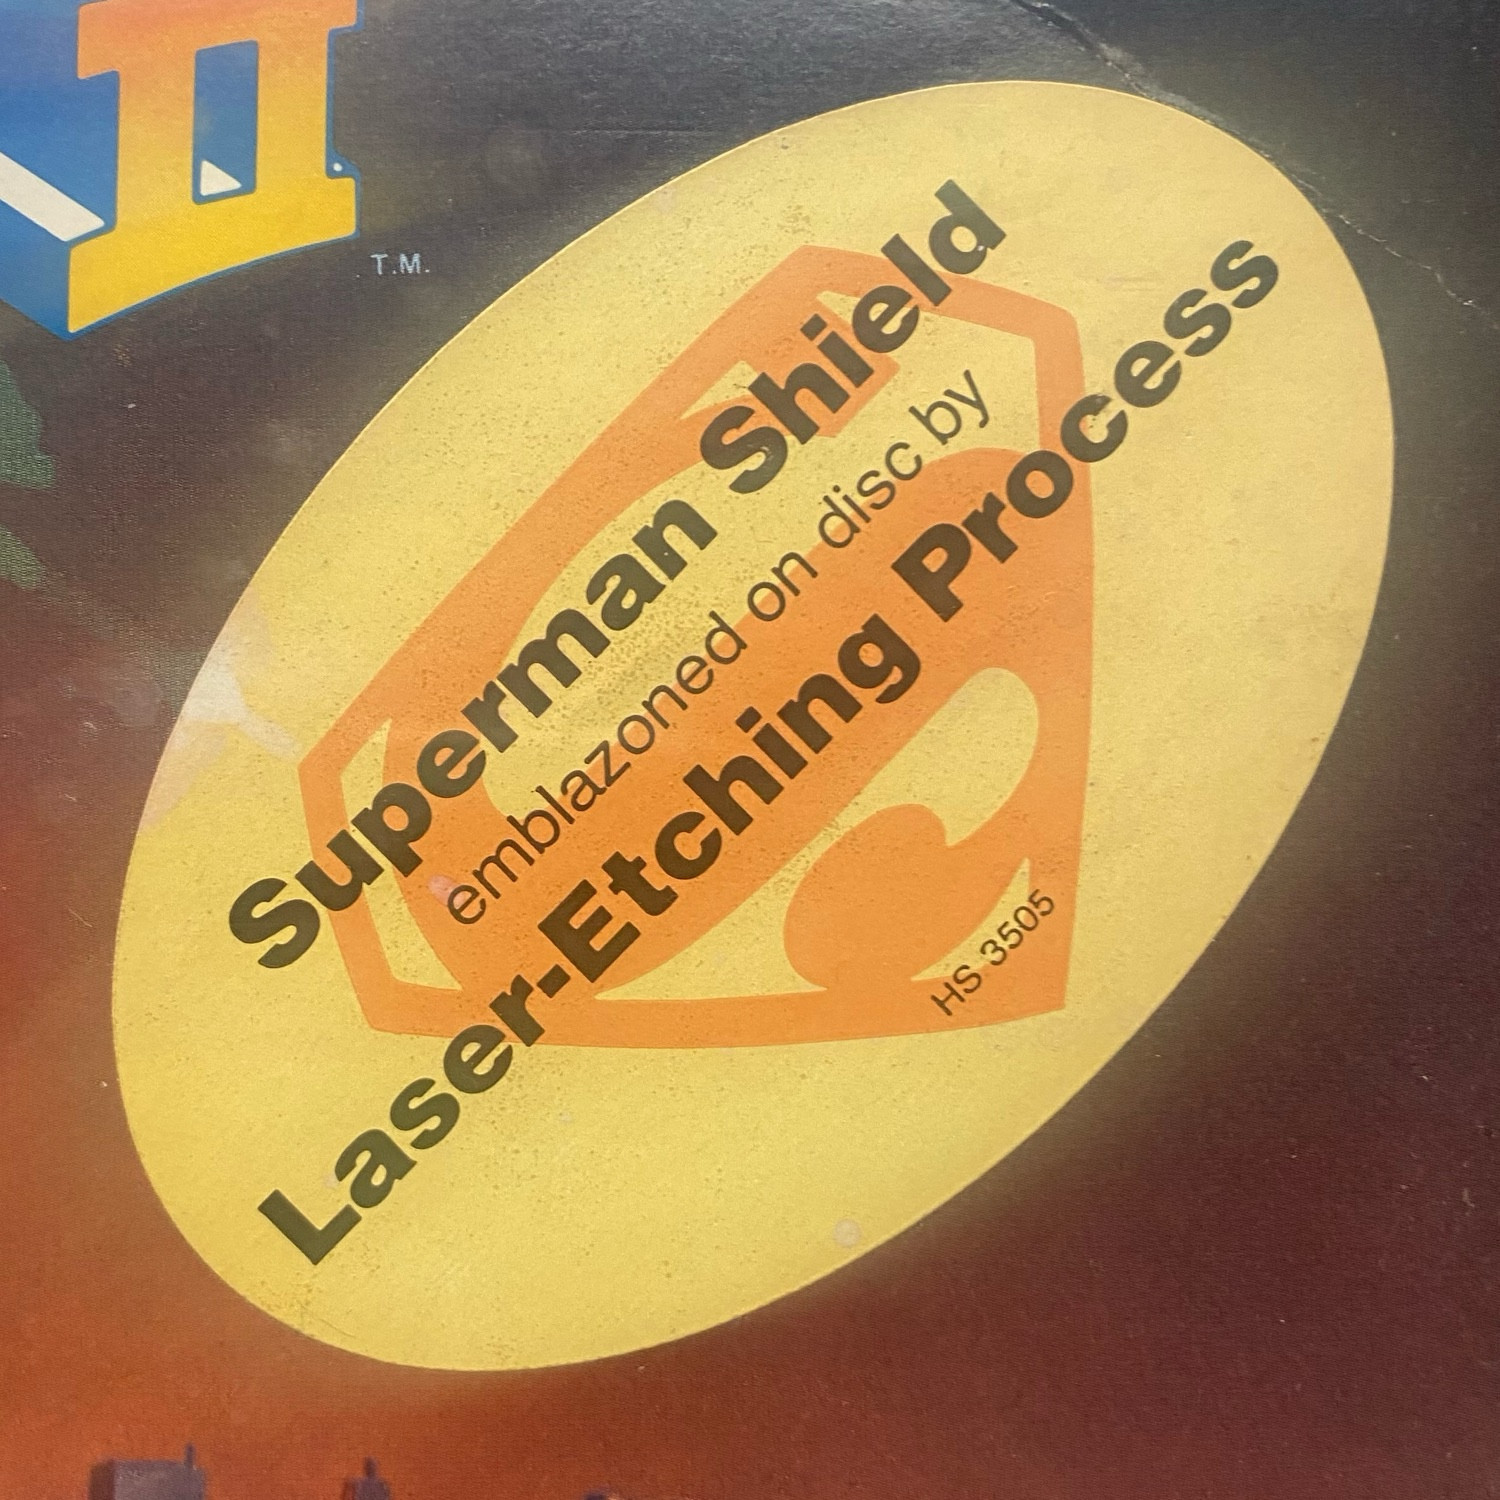 II
T.M.
Superman Shield
emblazoned on disc by
Laser-Etching Process
HS 3505